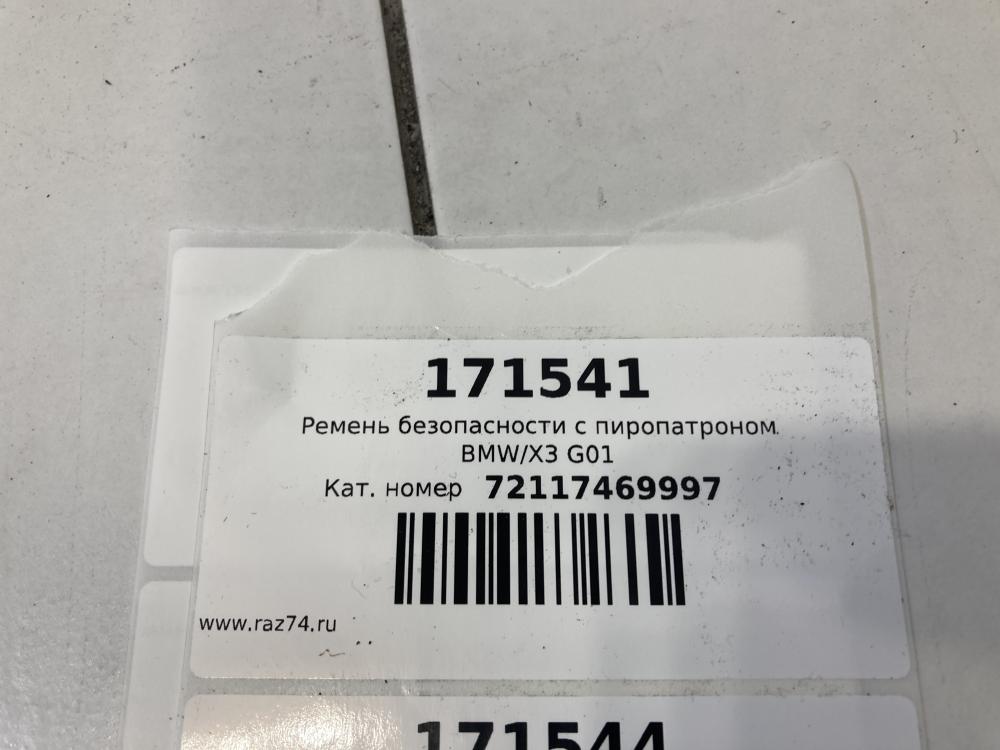 171541
Ремень безопасности с пиропатроном
BMW/X3 G01
Кат. номер 72117469997
www.raz74.ru
171544